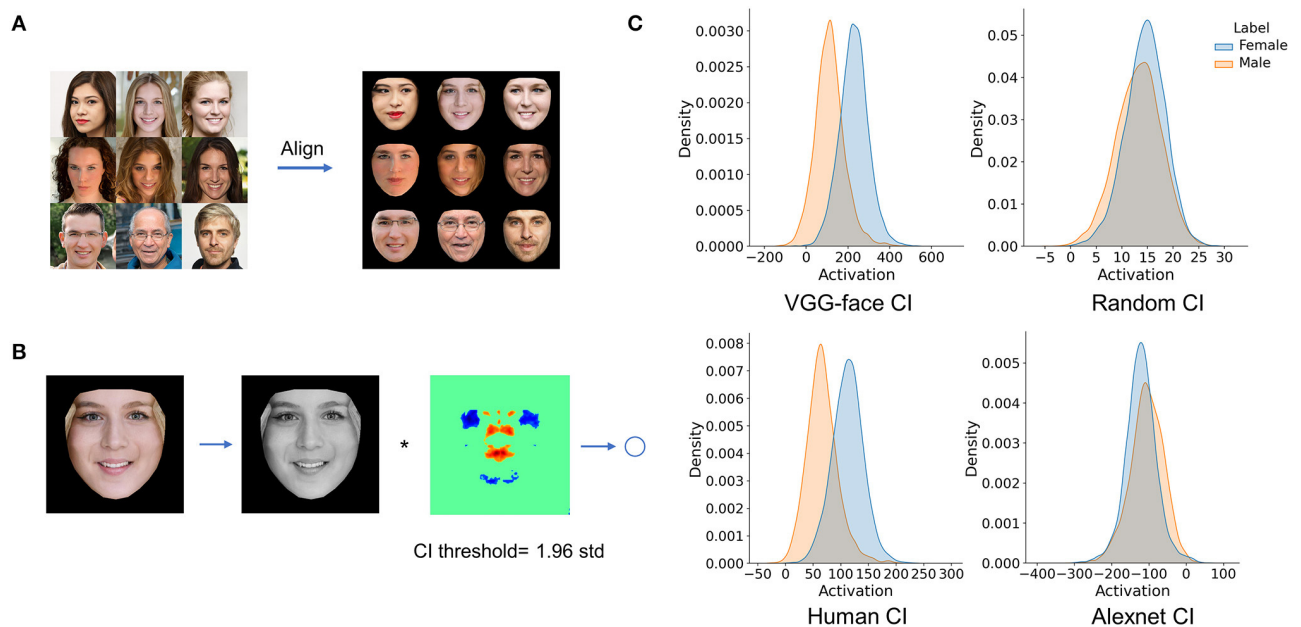 A
Align
B
*
CI threshold= 1.96 std
C
0.0030
0.0025
0.0020
0.0015
0.0010
0.0005
0.0000
Density
−200 0 200 400 600
Activation
VGG-face CI
0.05
0.04
0.03
0.02
0.01
0.00
Density
−5 0 5 10 15 20 25 30
Activation
Random CI
Label
Female
Male
0.008
0.007
0.006
0.005
0.004
0.003
0.002
0.001
0.000
Density
−50 0 50 100 150 200 250 300
Activation
Human CI
0.005
0.004
0.003
0.002
0.001
0.000
Density
−400 −300 −200 −100 0 100
Activation
Alexnet CI